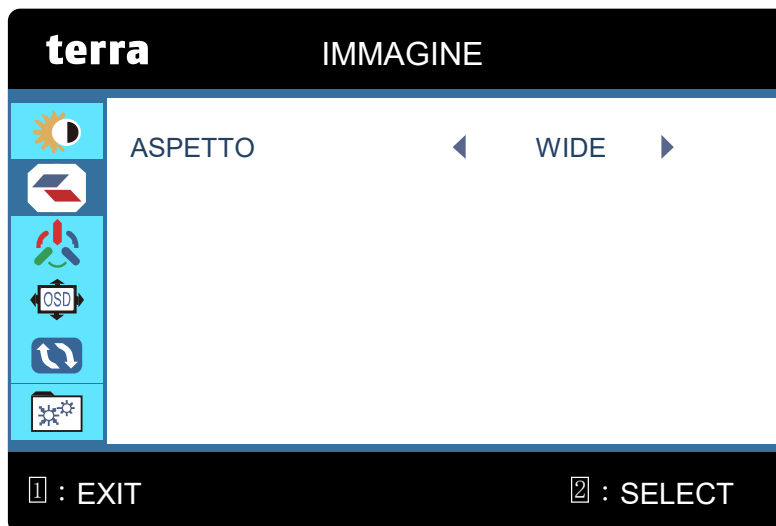 terra IMMAGINE
ASPETTO WIDE
OSD
1 : EXIT 2 : SELECT